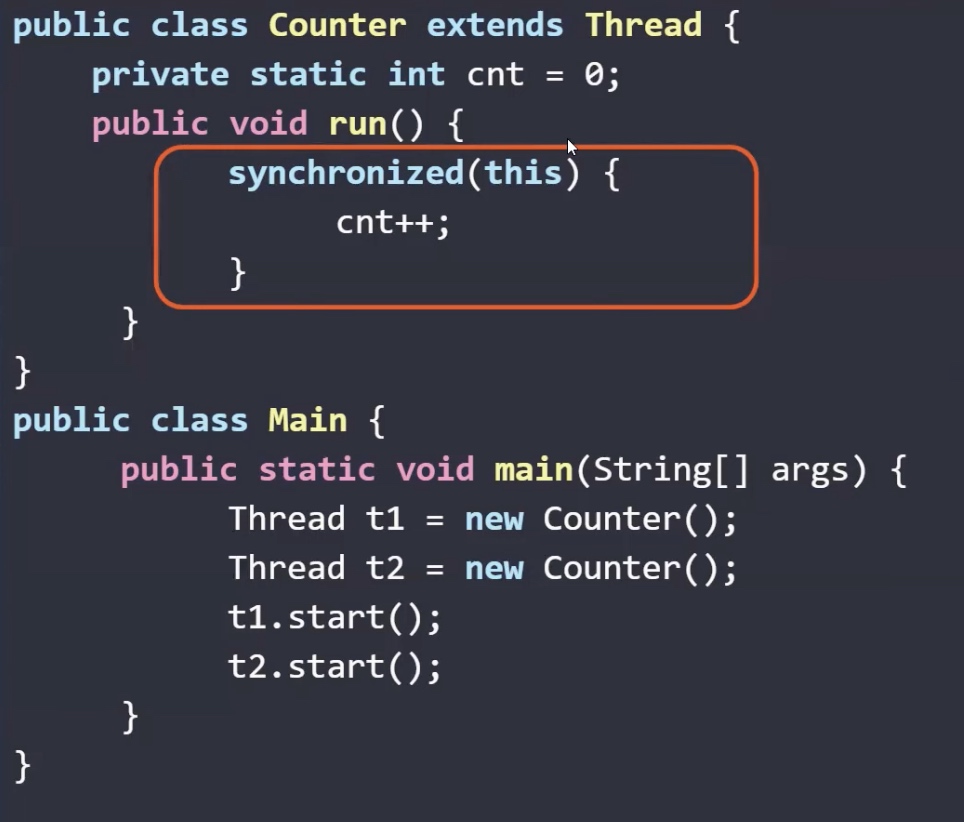 public class Counter extends Thread {
private static int cnt = 0;
public void run() {
synchronized(this) {
cnt++;
}
}
}
public class Main {
public static void main(String[] args) {
Thread t1 = new Counter();
Thread t2 = new Counter();
t1.start();
t2.start();
}
}